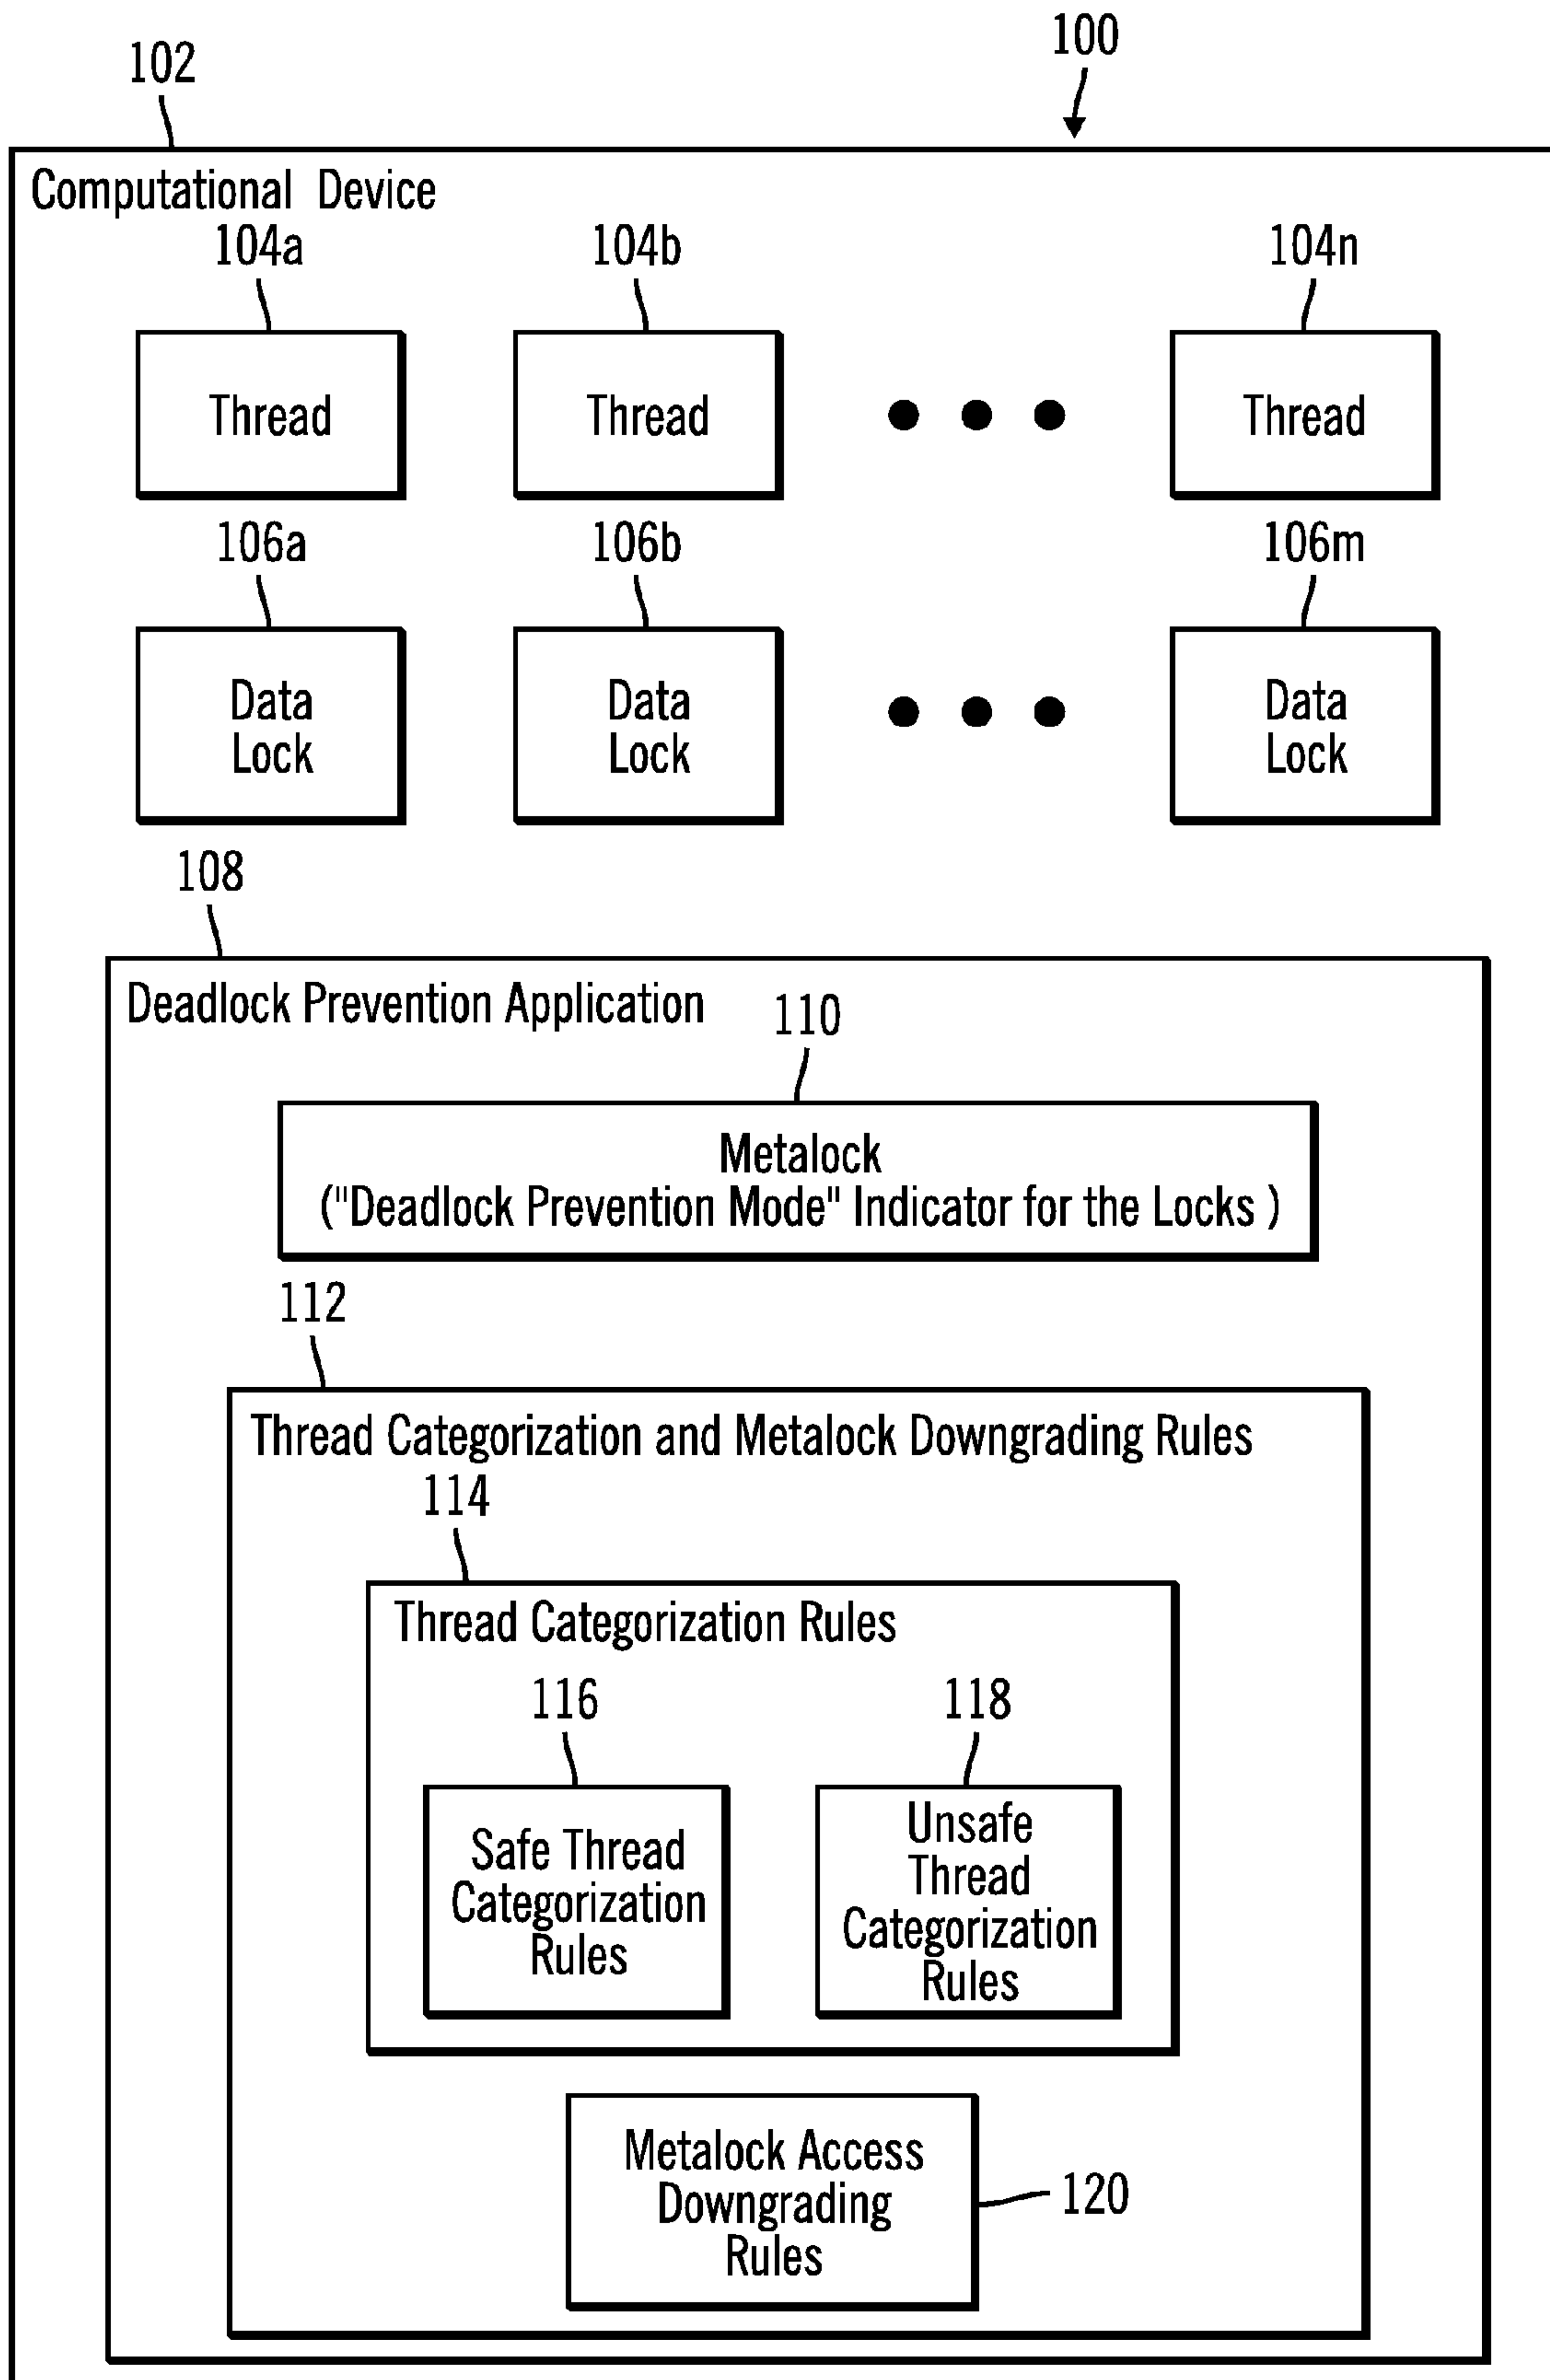 100
102
Computational Device
104a 104b 104n
Thread Thread Thread
106a 106b 106m
Data Lock
Data Lock
Data Lock
108
Deadlock Prevention Application
110
Metalock
("Deadlock Prevention Mode" Indicator for the Locks )
112
Thread Categorization and Metalock Downgrading Rules
114
Thread Categorization Rules
116
Safe Thread
Categorization
Rules
118
Unsafe
Thread
Categorization
Rules
Metalock Access
Downgrading
Rules
120